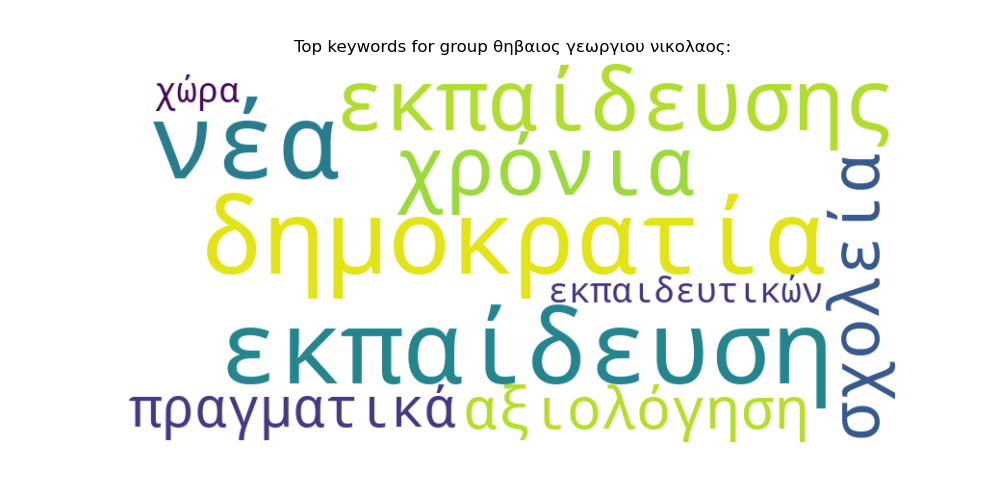 Top keywords for group θηβαιος γεωργιου νικολαος:
χώρα
εκπαίδευσης
νέα
χρόνια
σχολεία
δημοκρατία
εκπαιδευτικών
εκπαίδευση
πραγματικά
αξιολόγηση